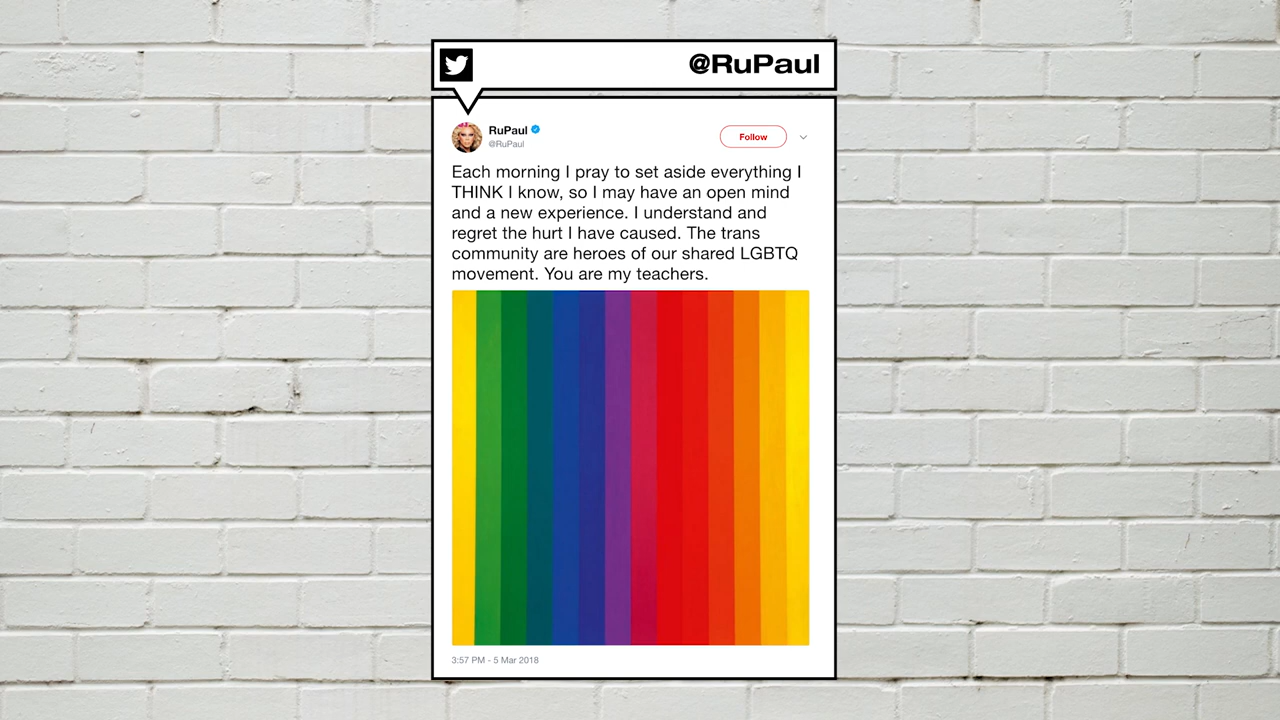 @RuPaul
RuPaul
@RuPaul
Follow
Each morning I pray to set aside everything I
THINK I know, so I may have an open mind
and a new experience. I understand and
regret the hurt I have caused. The trans
community are heroes of our shared LGBTQ
movement. You are my teachers.
3:57 PM - 5 Mar 2018